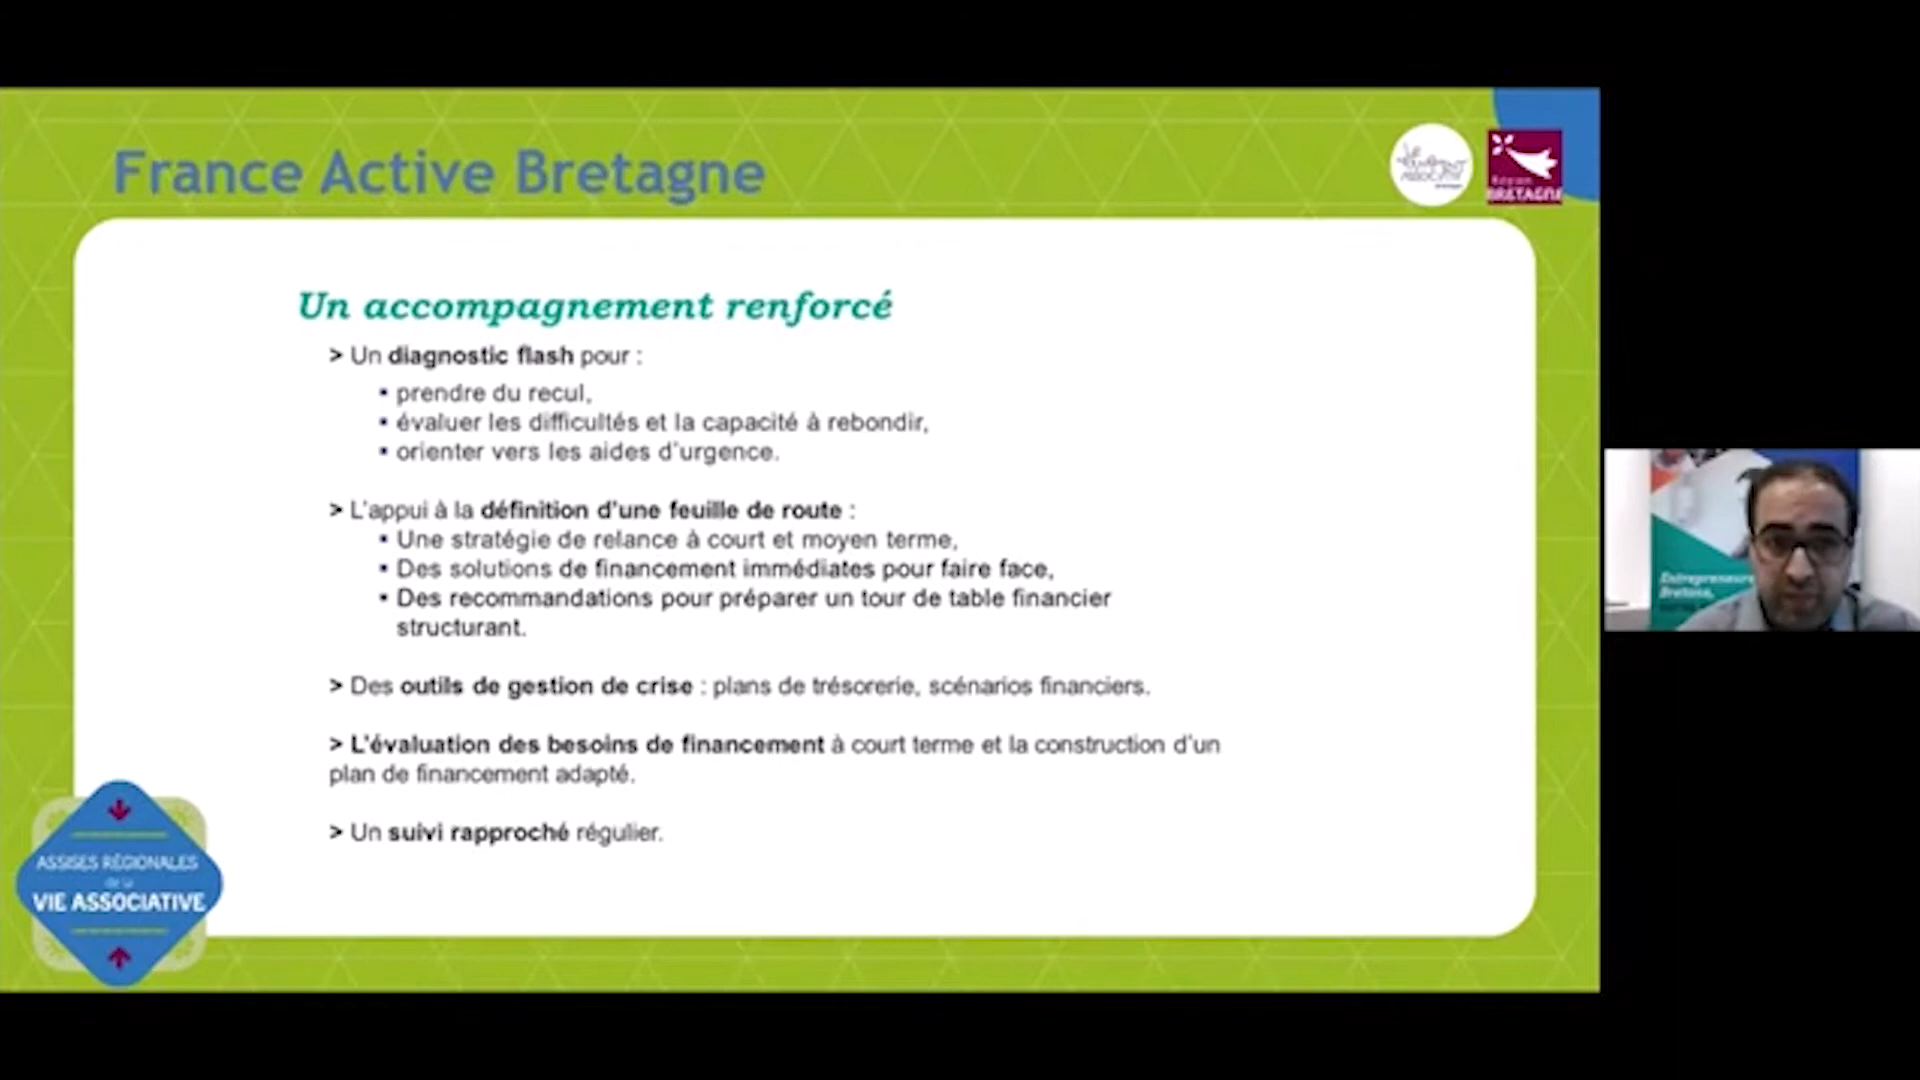 France Active Bretagne
BRETAGNE
Un accompagnement renforcé
> Un diagnostic flash pour :
▪ prendre du recul,
▪ évaluer les difficultés et la capacité à rebondir,
▪ orienter vers les aides d'urgence.
> L'appui à la définition d'une feuille de route :
▪ Une stratégie de relance à court et moyen terme,
▪ Des solutions de financement immédiates pour faire face,
▪ Des recommandations pour préparer un tour de table financier
structurant.
> Des outils de gestion de crise : plans de trésorerie, scénarios financiers.
> L'évaluation des besoins de financement à court terme et la construction d'un
plan de financement adapté.
> Un suivi rapproché régulier.
ASSISES RÉGIONALES
de la
VIE ASSOCIATIVE
Entrepreneurs
Bretons,